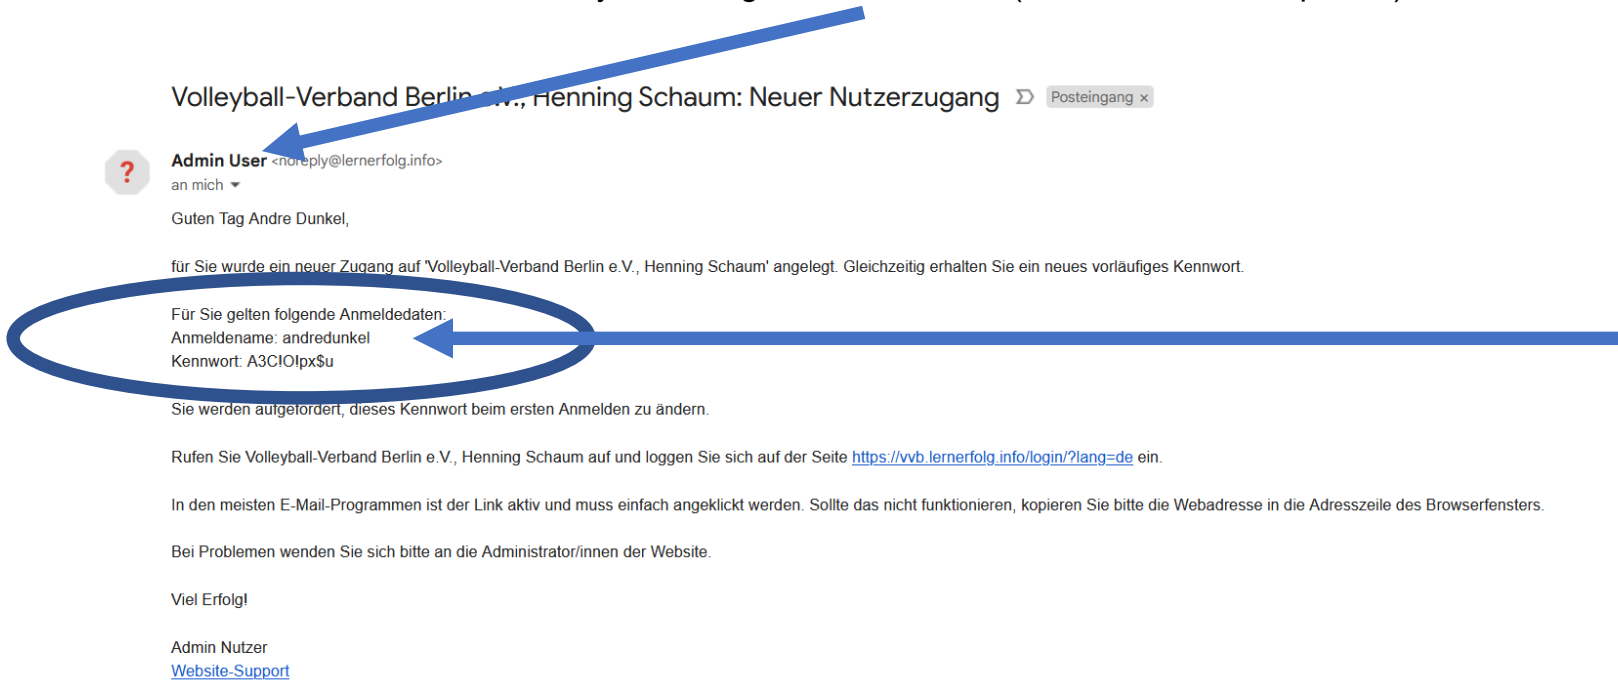 Volleyball-Verband Berlin e.V., Henning Schaum: Neuer Nutzerzugang Posteingang ×
Admin User <noreply@lernerfolg.info>
an mich
Guten Tag Andre Dunkel,
für Sie wurde ein neuer Zugang auf 'Volleyball-Verband Berlin e.V., Henning Schaum' angelegt. Gleichzeitig erhalten Sie ein neues vorläufiges Kennwort.
Für Sie gelten folgende Anmeldedaten:
Anmeldename: andredunkel
Kennwort: A3C!O!px$u
Sie werden aufgefordert, dieses Kennwort beim ersten Anmelden zu ändern.
Rufen Sie Volleyball-Verband Berlin e.V., Henning Schaum auf und loggen Sie sich auf der Seite https://vvb.lernerfolg.info/login/?lang=de ein.
In den meisten E-Mail-Programmen ist der Link aktiv und muss einfach angeklickt werden. Sollte das nicht funktionieren, kopieren Sie bitte die Webadresse in die Adresszeile des Browserfensters.
Bei Problemen wenden Sie sich bitte an die Administrator/innen der Website.
Viel Erfolg!
Admin Nutzer
Website-Support